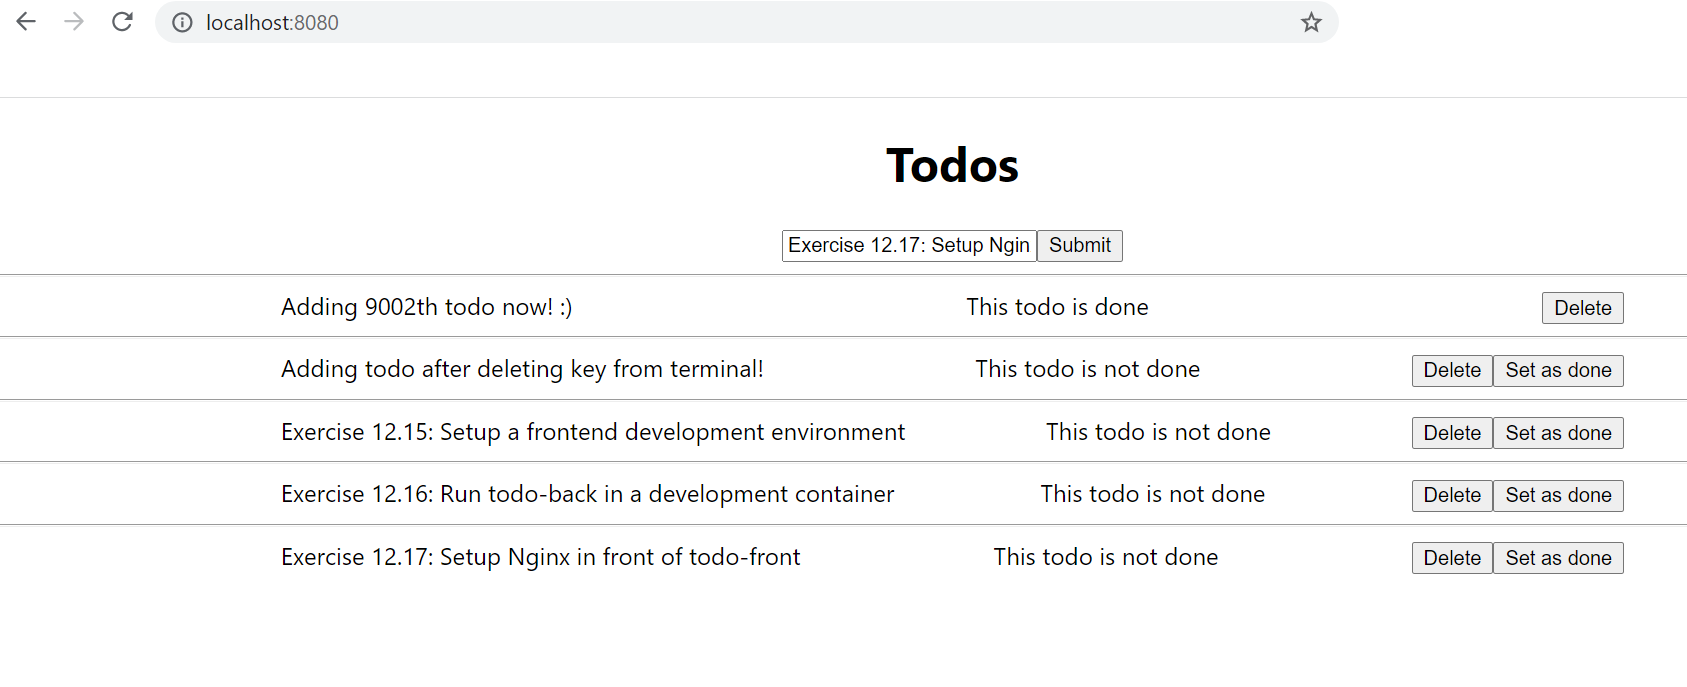 localhost:8080
Todos
Exercise 12.17: Setup Ngin Submit
Adding 9002th todo now! :) This todo is done Delete
Adding todo after deleting key from terminal! This todo is not done Delete Set as done
Exercise 12.15: Setup a frontend development environment This todo is not done Delete Set as done
Exercise 12.16: Run todo-back in a development container This todo is not done Delete Set as done
Exercise 12.17: Setup Nginx in front of todo-front This todo is not done Delete Set as done